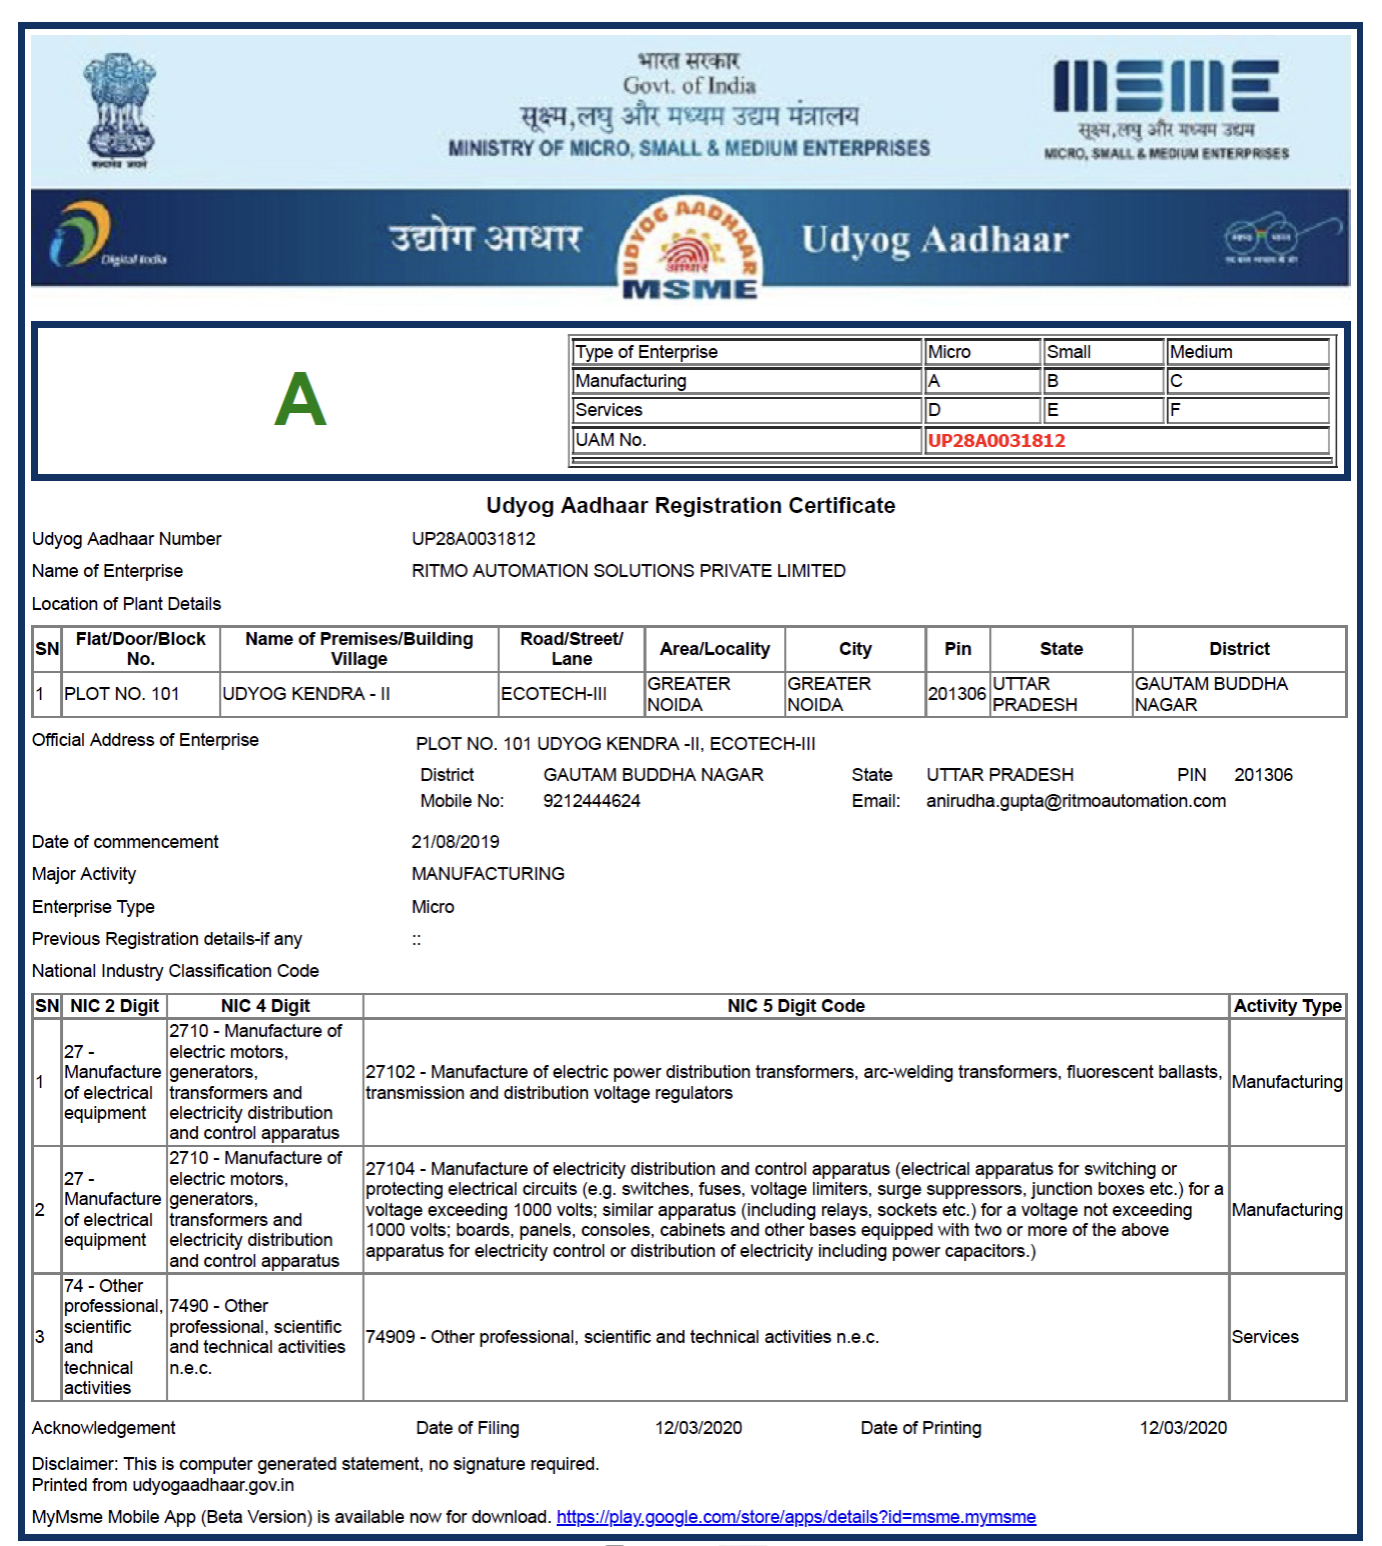 भारत सरकार
Govt. of India
सूक्ष्म,लघु और मध्यम उद्यम मंत्रालय
MINISTRY OF MICRO, SMALL & MEDIUM ENTERPRISES
सत्यमेव जयते
msme
सूक्ष्म,लघु और मध्यम उद्यम
MICRO, SMALL & MEDIUM ENTERPRISES
Digital India
उद्योग आधार
UDYOG AADHAAR
आधार
MSME
Udyog Aadhaar
A
Type of Enterprise Micro Small Medium
Manufacturing A B C
Services D E F
UAM No. UP28A0031812
Udyog Aadhaar Registration Certificate
Udyog Aadhaar Number UP28A0031812
Name of Enterprise RITMO AUTOMATION SOLUTIONS PRIVATE LIMITED
Location of Plant Details
SN Flat/Door/Block No. Name of Premises/Building Village Road/Street/ Lane Area/Locality City Pin State District
1 PLOT NO. 101 UDYOG KENDRA - II ECOTECH-III GREATER NOIDA GREATER NOIDA 201306 UTTAR PRADESH GAUTAM BUDDHA NAGAR
Official Address of Enterprise PLOT NO. 101 UDYOG KENDRA -II, ECOTECH-III
District GAUTAM BUDDHA NAGAR State UTTAR PRADESH PIN 201306
Mobile No: 9212444624 Email: anirudha.gupta@ritmoautomation.com
Date of commencement 21/08/2019
Major Activity MANUFACTURING
Enterprise Type Micro
Previous Registration details-if any ::
National Industry Classification Code
SN NIC 2 Digit NIC 4 Digit NIC 5 Digit Code Activity Type
1 27 - Manufacture of electrical equipment 2710 - Manufacture of electric motors, generators, transformers and electricity distribution and control apparatus 27102 - Manufacture of electric power distribution transformers, arc-welding transformers, fluorescent ballasts, transmission and distribution voltage regulators Manufacturing
2 27 - Manufacture of electrical equipment 2710 - Manufacture of electric motors, generators, transformers and electricity distribution and control apparatus 27104 - Manufacture of electricity distribution and control apparatus (electrical apparatus for switching or protecting electrical circuits (e.g. switches, fuses, voltage limiters, surge suppressors, junction boxes etc.) for a voltage exceeding 1000 volts; similar apparatus (including relays, sockets etc.) for a voltage not exceeding 1000 volts; boards, panels, consoles, cabinets and other bases equipped with two or more of the above apparatus for electricity control or distribution of electricity including power capacitors.) Manufacturing
3 74 - Other professional, scientific and technical activities 7490 - Other professional, scientific and technical activities n.e.c. 74909 - Other professional, scientific and technical activities n.e.c. Services
Acknowledgement Date of Filing 12/03/2020 Date of Printing 12/03/2020
Disclaimer: This is computer generated statement, no signature required.
Printed from udyogaadhaar.gov.in
MyMsme Mobile App (Beta Version) is available now for download. https://play.google.com/store/apps/details?id=msme.mymsme